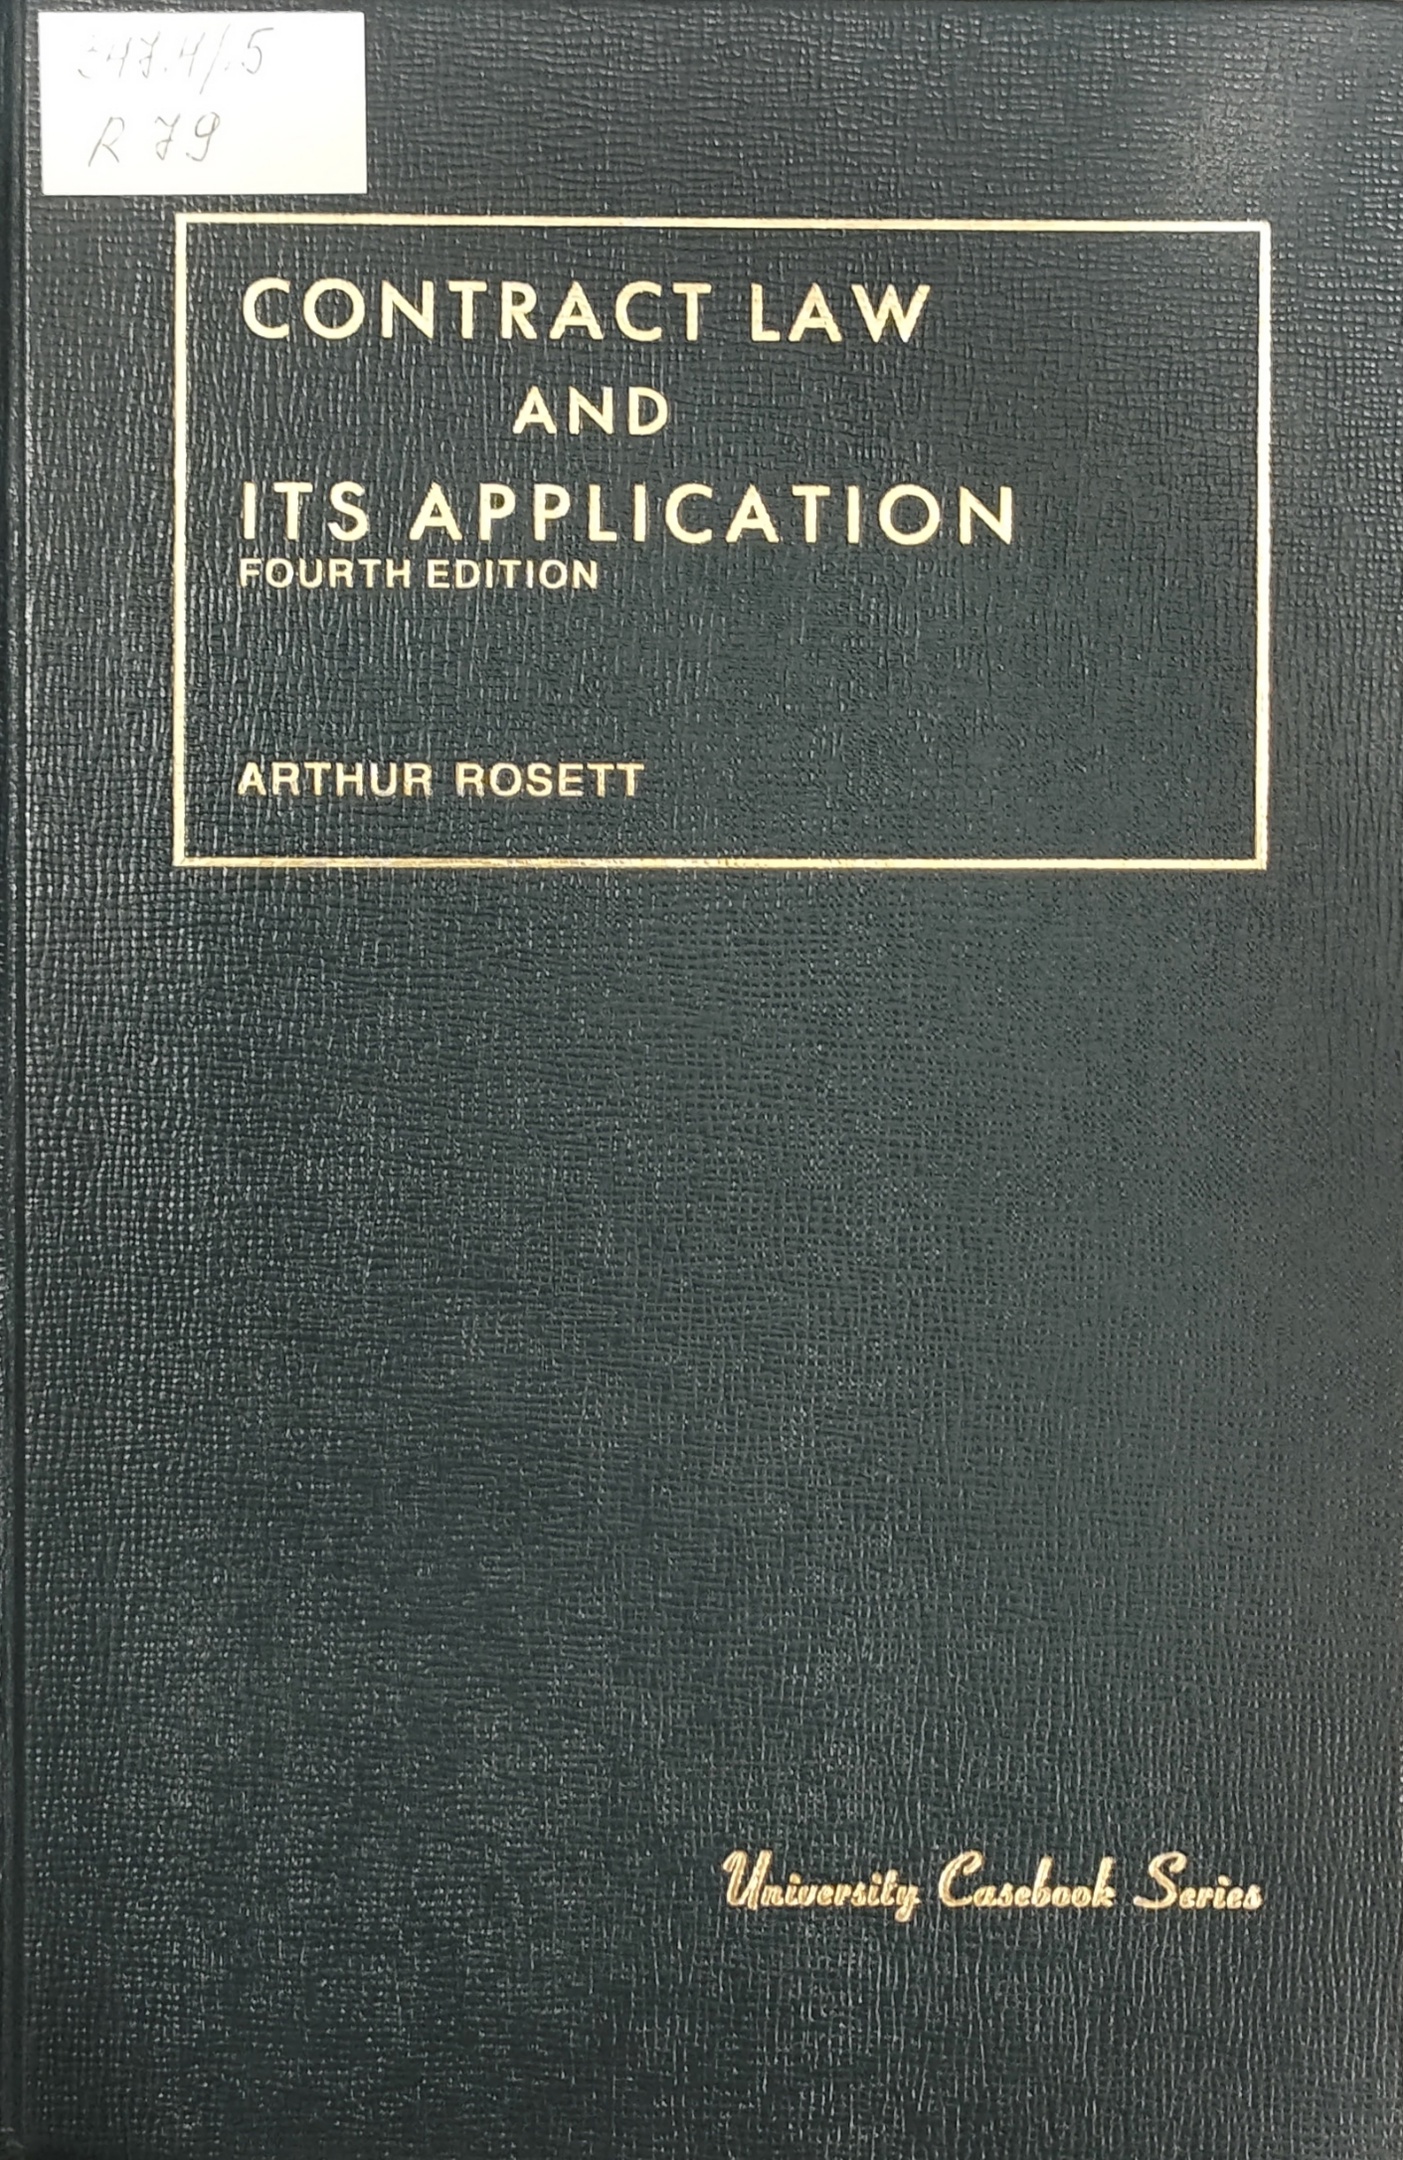 347.4/.5
R 79
CONTRACT LAW
AND
ITS APPLICATION
FOURTH EDITION
ARTHUR ROSETT
University Casebook Series